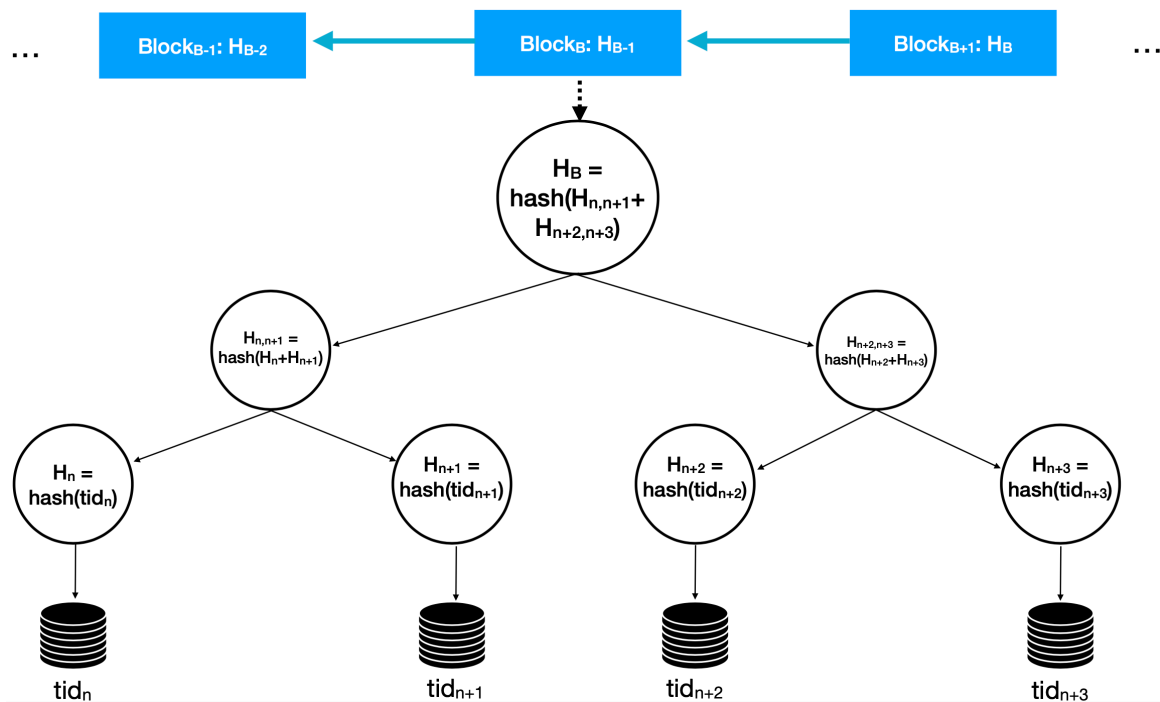 ... Block_B-1: H_B-2 Block_B: H_B-1 Block_B+1: H_B ...
H_B =
hash(H_n,n+1+
H_n+2,n+3)
H_n,n+1 =
hash(H_n+H_n+1)
H_n+2,n+3 =
hash(H_n+2+H_n+3)
H_n =
hash(tid_n)
H_n+1 =
hash(tid_n+1)
H_n+2 =
hash(tid_n+2)
H_n+3 =
hash(tid_n+3)
tid_n tid_n+1 tid_n+2 tid_n+3